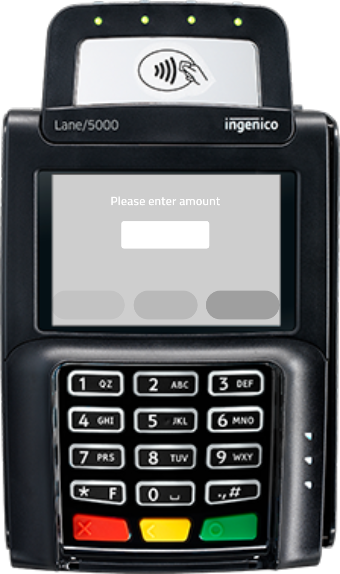 Lane/5000 ingenico
Please enter amount
1 QZ 2 ABC 3 DEF
4 GHI 5 JKL 6 MNO
7 PRS 8 TUV 9 WXY
* F 0 ⎵ .,#